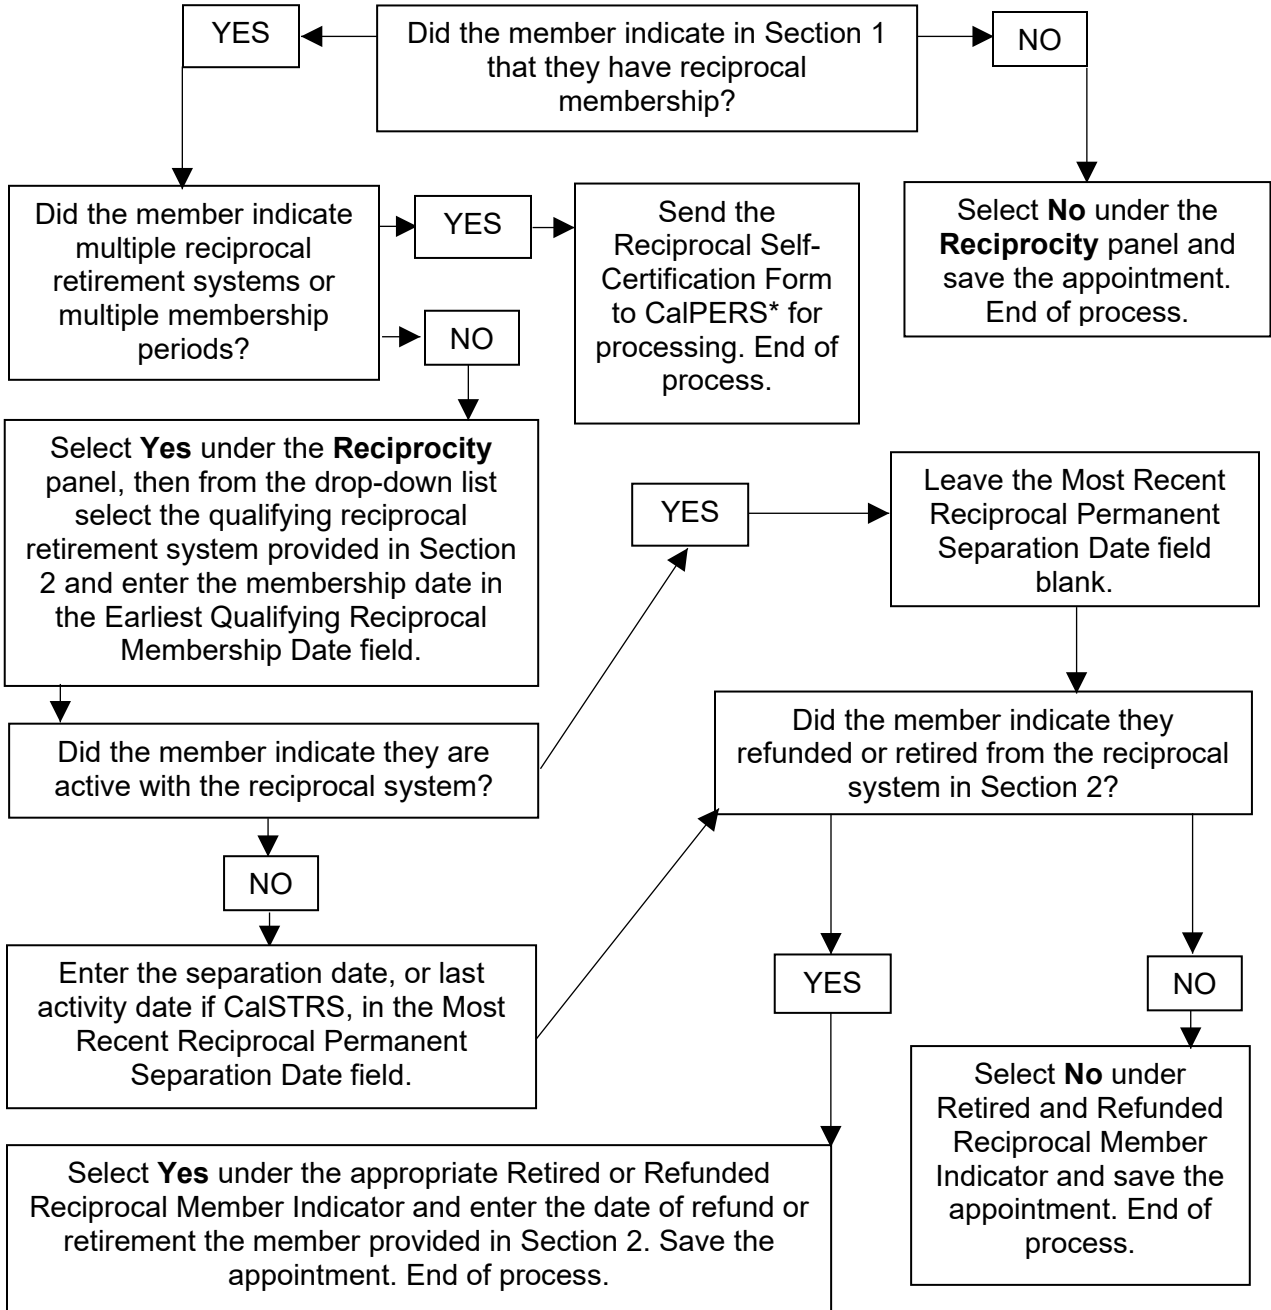 YES
Did the member indicate in Section 1
that they have reciprocal
membership?
NO
Did the member indicate
multiple reciprocal
retirement systems or
multiple membership
periods?
YES
NO
Send the
Reciprocal Self-
Certification Form
to CalPERS* for
processing. End of
process.
Select No under the
Reciprocity panel and
save the appointment.
End of process.
Select Yes under the Reciprocity
panel, then from the drop-down list
select the qualifying reciprocal
retirement system provided in Section
2 and enter the membership date in
the Earliest Qualifying Reciprocal
Membership Date field.
YES
Leave the Most Recent
Reciprocal Permanent
Separation Date field
blank.
Did the member indicate they are
active with the reciprocal system?
Did the member indicate they
refunded or retired from the reciprocal
system in Section 2?
NO
Enter the separation date, or last
activity date if CalSTRS, in the Most
Recent Reciprocal Permanent
Separation Date field.
YES
NO
Select Yes under the appropriate Retired or Refunded
Reciprocal Member Indicator and enter the date of refund or
retirement the member provided in Section 2. Save the
appointment. End of process.
Select No under
Retired and Refunded
Reciprocal Member
Indicator and save the
appointment. End of
process.